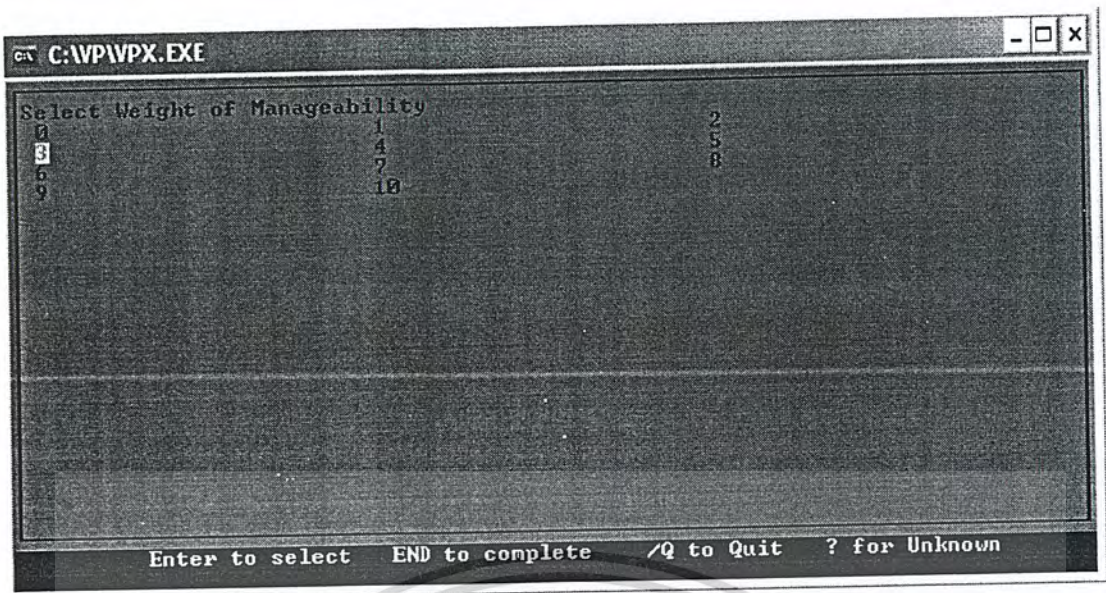 C:\VP\VPX.EXE
Select Weight of Manageability
0 1 2
3 4 5
6 7 8
9 10
Enter to select END to complete /Q to Quit ? for Unknown